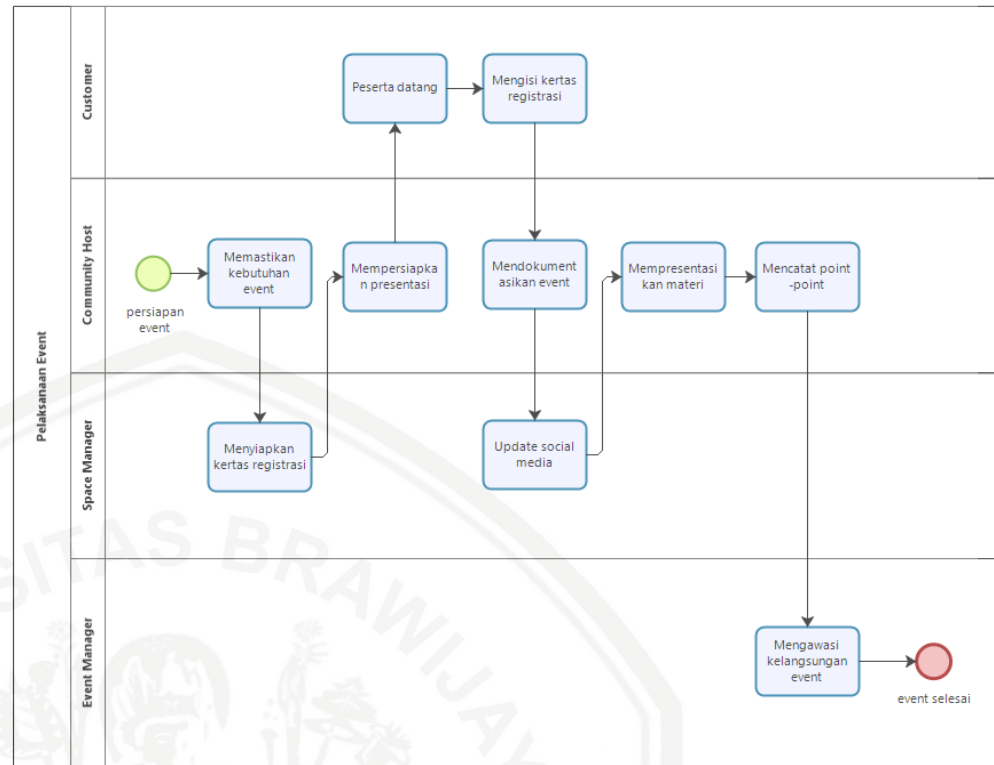 Pelaksanaan Event
Customer
Peserta datang
Mengisi kertas
registrasi
Community Host
persiapan
event
Memastikan
kebutuhan
event
Mempersiapka
n presentasi
Mendokument
asikan event
Mempresentasi
kan materi
Mencatat point
-point
Space Manager
Menyiapkan
kertas registrasi
Update social
media
Event Manager
Mengawasi
kelangsungan
event
event selesai
SITAS BRAWIJAY